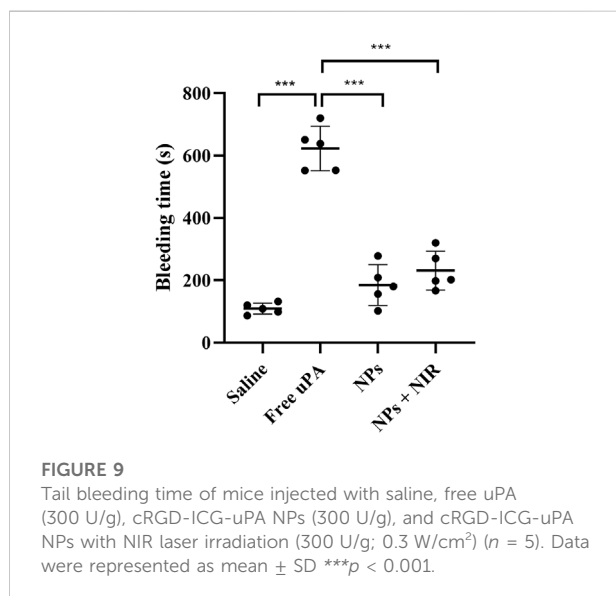 ***
***
***
800
600
400
200
0
Bleeding time (s)
Saline
Free uPA
NPs
NPs + NIR
FIGURE 9
Tail bleeding time of mice injected with saline, free uPA
(300 U/g), cRGD-ICG-uPA NPs (300 U/g), and cRGD-ICG-uPA
NPs with NIR laser irradiation (300 U/g; 0.3 W/cm²) (n = 5). Data
were represented as mean ± SD ***p < 0.001.